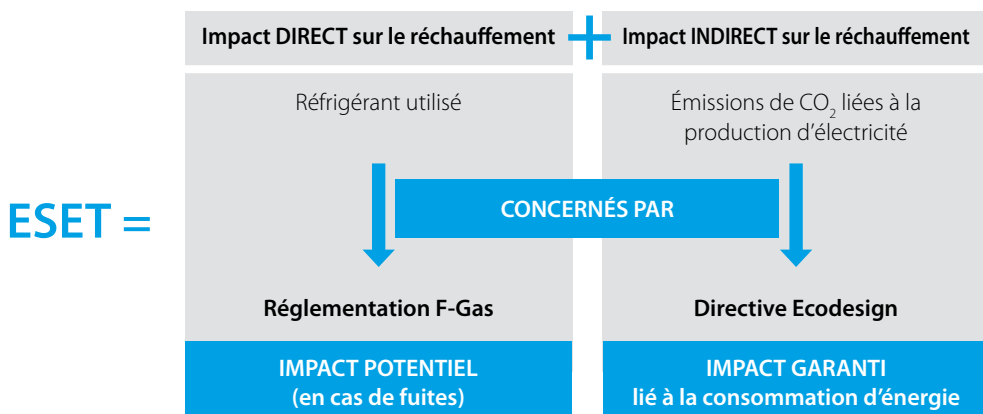 ESET =
Impact DIRECT sur le réchauffement
+
Impact INDIRECT sur le réchauffement
Réfrigérant utilisé
Émissions de CO₂ liées à la
production d’électricité
CONCERNÉS PAR
Réglementation F-Gas
Directive Ecodesign
IMPACT POTENTIEL
(en cas de fuites)
IMPACT GARANTI
lié à la consommation d’énergie